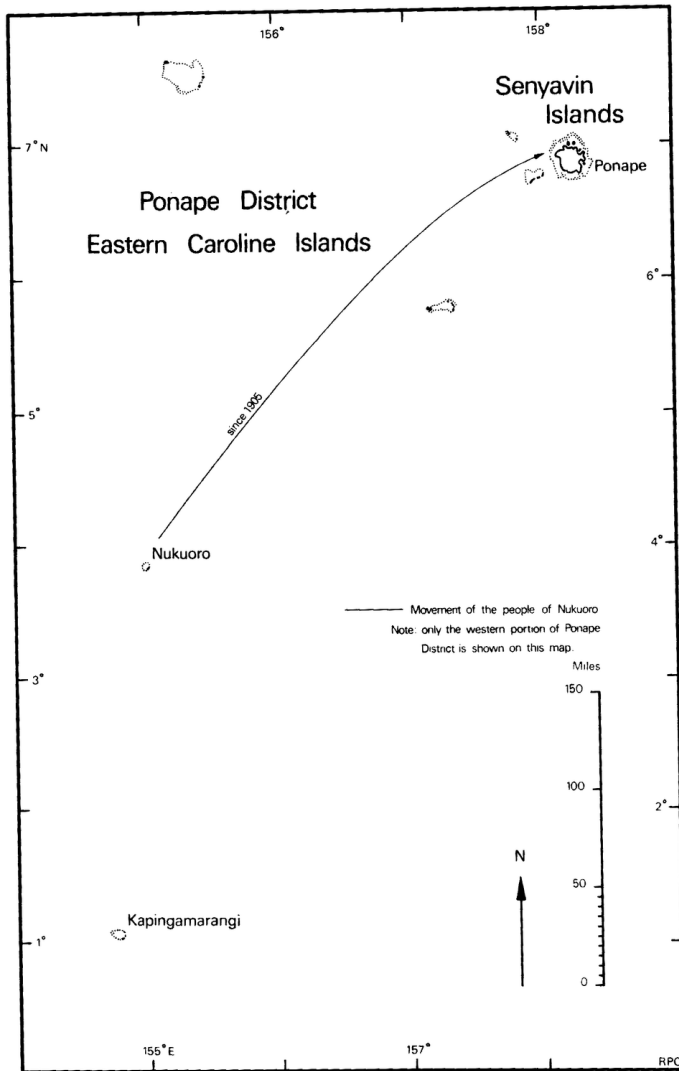 156°
158°
Senyavin
Islands
7°N
Ponape
Ponape District
Eastern Caroline Islands
6°
5°
since 1905
Nukuoro
4°
Movement of the people of Nukuoro
Note: only the western portion of Ponape
District is shown on this map.
Miles
3°
150
100
2°
N
50
Kapingamarangi
1°
0
155°E
157°
RPC